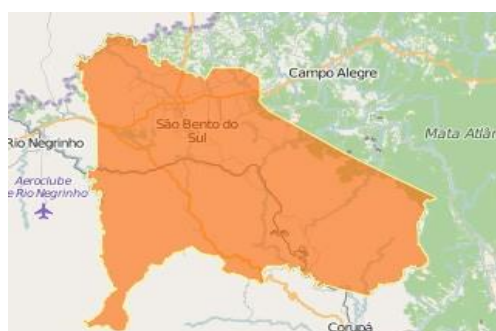 Campo Alegre
São Bento do
Sul
Mata Atlân
Rio Negrinho
Aeroclube
e Rio Negrinho
Corupá